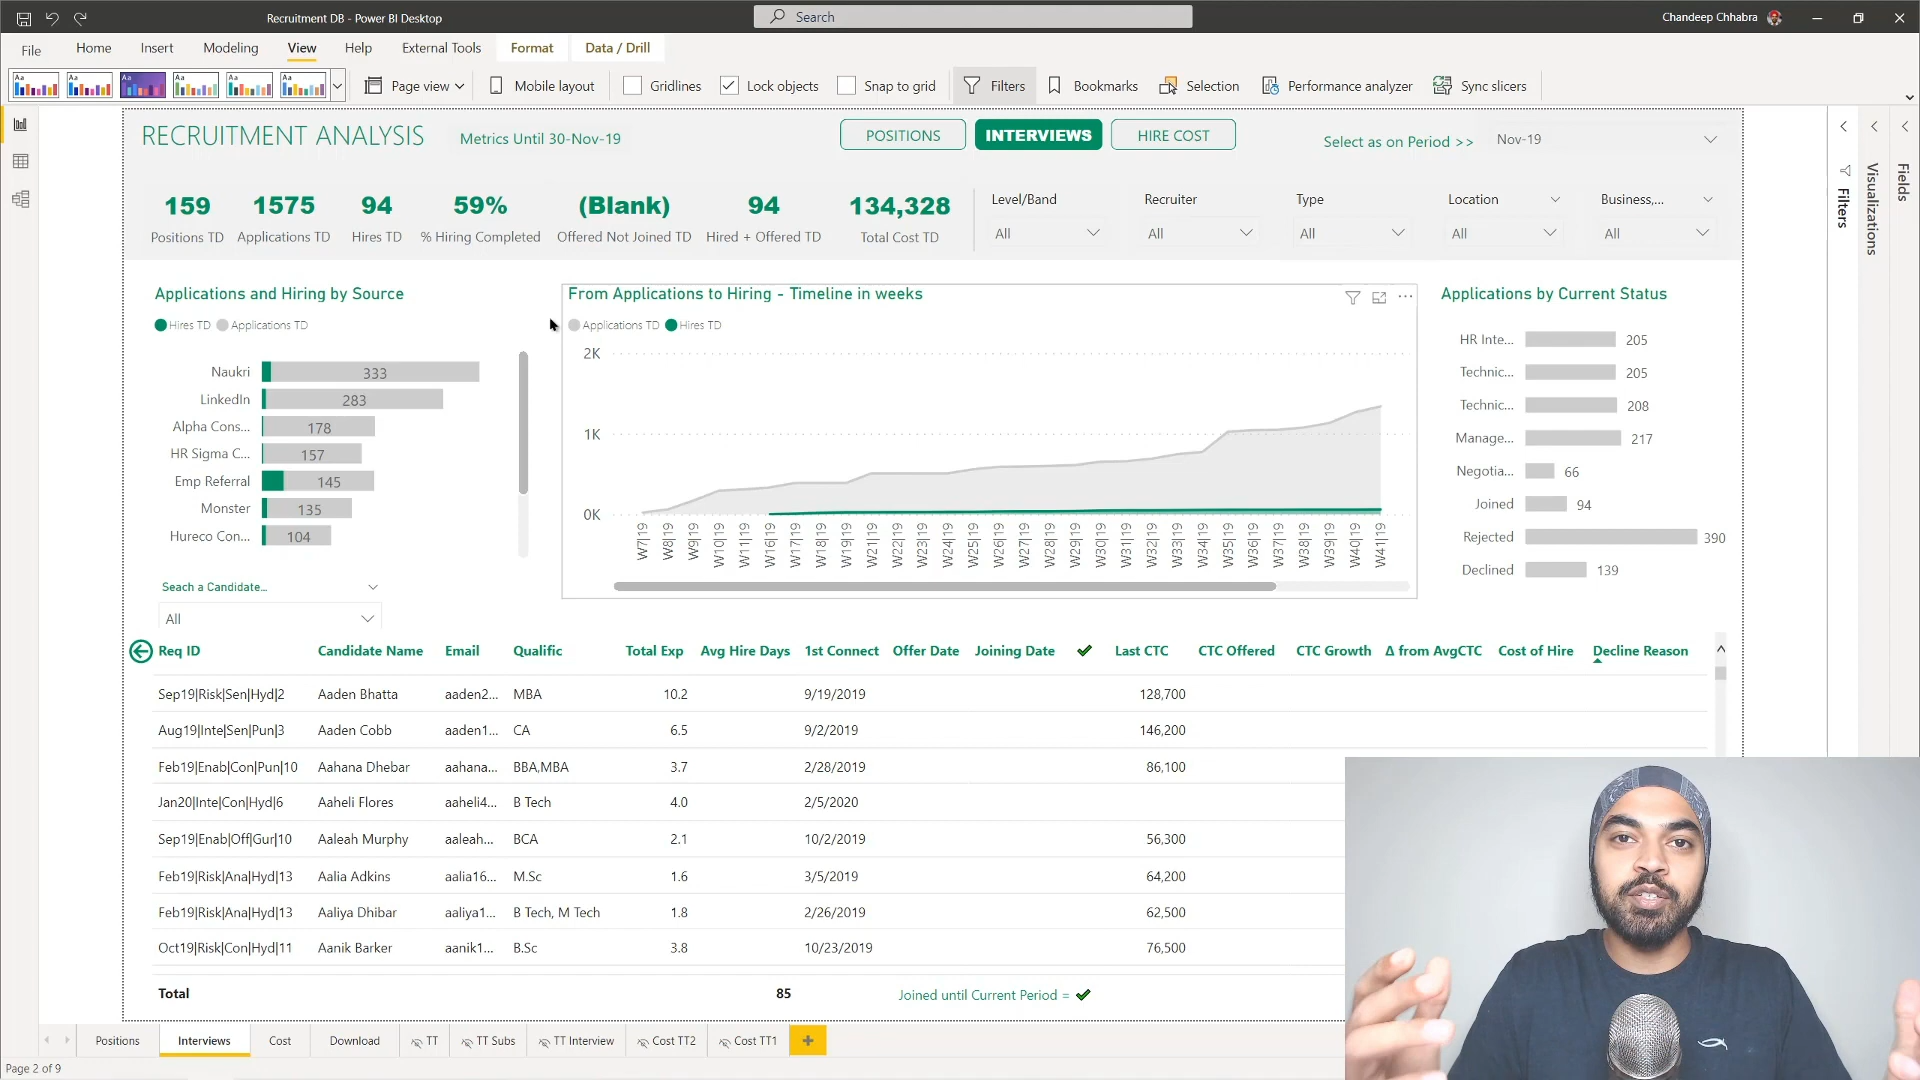 Recruitment DB - Power BI Desktop
Search
Chandeep Chhabra
File Home Insert Modeling View Help External Tools Format Data / Drill
Aa Aa Aa Aa Aa Aa
Page view Mobile layout Gridlines Lock objects Snap to grid Filters Bookmarks Selection Performance analyzer Sync slicers
RECRUITMENT ANALYSIS Metrics Until 30-Nov-19
POSITIONS INTERVIEWS HIRE COST
Select as on Period >> Nov-19
159 1575 94 59% (Blank) 94 134,328
Positions TD Applications TD Hires TD % Hiring Completed Offered Not Joined TD Hired + Offered TD Total Cost TD
Level/Band Recruiter Type Location Business,...
All All All All All
Filters
Visualizations
Fields
Applications and Hiring by Source
Hires TD Applications TD
Naukri 333
LinkedIn 283
Alpha Cons... 178
HR Sigma C... 157
Emp Referral 145
Monster 135
Hureco Con... 104
From Applications to Hiring - Timeline in weeks
Applications TD Hires TD
2K
1K
0K
W7|19 W8|19 W9|19 W10|19 W11|19 W16|19 W17|19 W18|19 W19|19 W21|19 W22|19 W23|19 W24|19 W25|19 W26|19 W27|19 W28|19 W29|19 W30|19 W31|19 W32|19 W33|19 W34|19 W35|19 W36|19 W37|19 W38|19 W39|19 W40|19 W41|19
Applications by Current Status
HR Inte... 205
Technic... 205
Technic... 208
Manage... 217
Negotia... 66
Joined 94
Rejected 390
Declined 139
Seach a Candidate...
All
Req ID Candidate Name Email Qualific Total Exp Avg Hire Days 1st Connect Offer Date Joining Date ✔ Last CTC CTC Offered CTC Growth Δ from AvgCTC Cost of Hire Decline Reason
Sep19|Risk|Sen|Hyd|2 Aaden Bhatta aaden2... MBA 10.2 9/19/2019 128,700
Aug19|Inte|Sen|Pun|3 Aaden Cobb aaden1... CA 6.5 9/2/2019 146,200
Feb19|Enab|Con|Pun|10 Aahana Dhebar aahana... BBA,MBA 3.7 2/28/2019 86,100
Jan20|Inte|Con|Hyd|6 Aaheli Flores aaheli4... B Tech 4.0 2/5/2020
Sep19|Enab|Off|Gur|10 Aaleah Murphy aaleah... BCA 2.1 10/2/2019 56,300
Feb19|Risk|Ana|Hyd|13 Aalia Adkins aalia16... M.Sc 1.6 3/5/2019 64,200
Feb19|Risk|Ana|Hyd|13 Aaliya Dhibar aaliya1... B Tech, M Tech 1.8 2/26/2019 62,500
Oct19|Risk|Con|Hyd|11 Aanik Barker aanik1... B.Sc 3.8 10/23/2019 76,500
Total 85
Joined until Current Period = ✔
Positions Interviews Cost Download TT TT Subs TT Interview Cost TT2 Cost TT1 +
Page 2 of 9